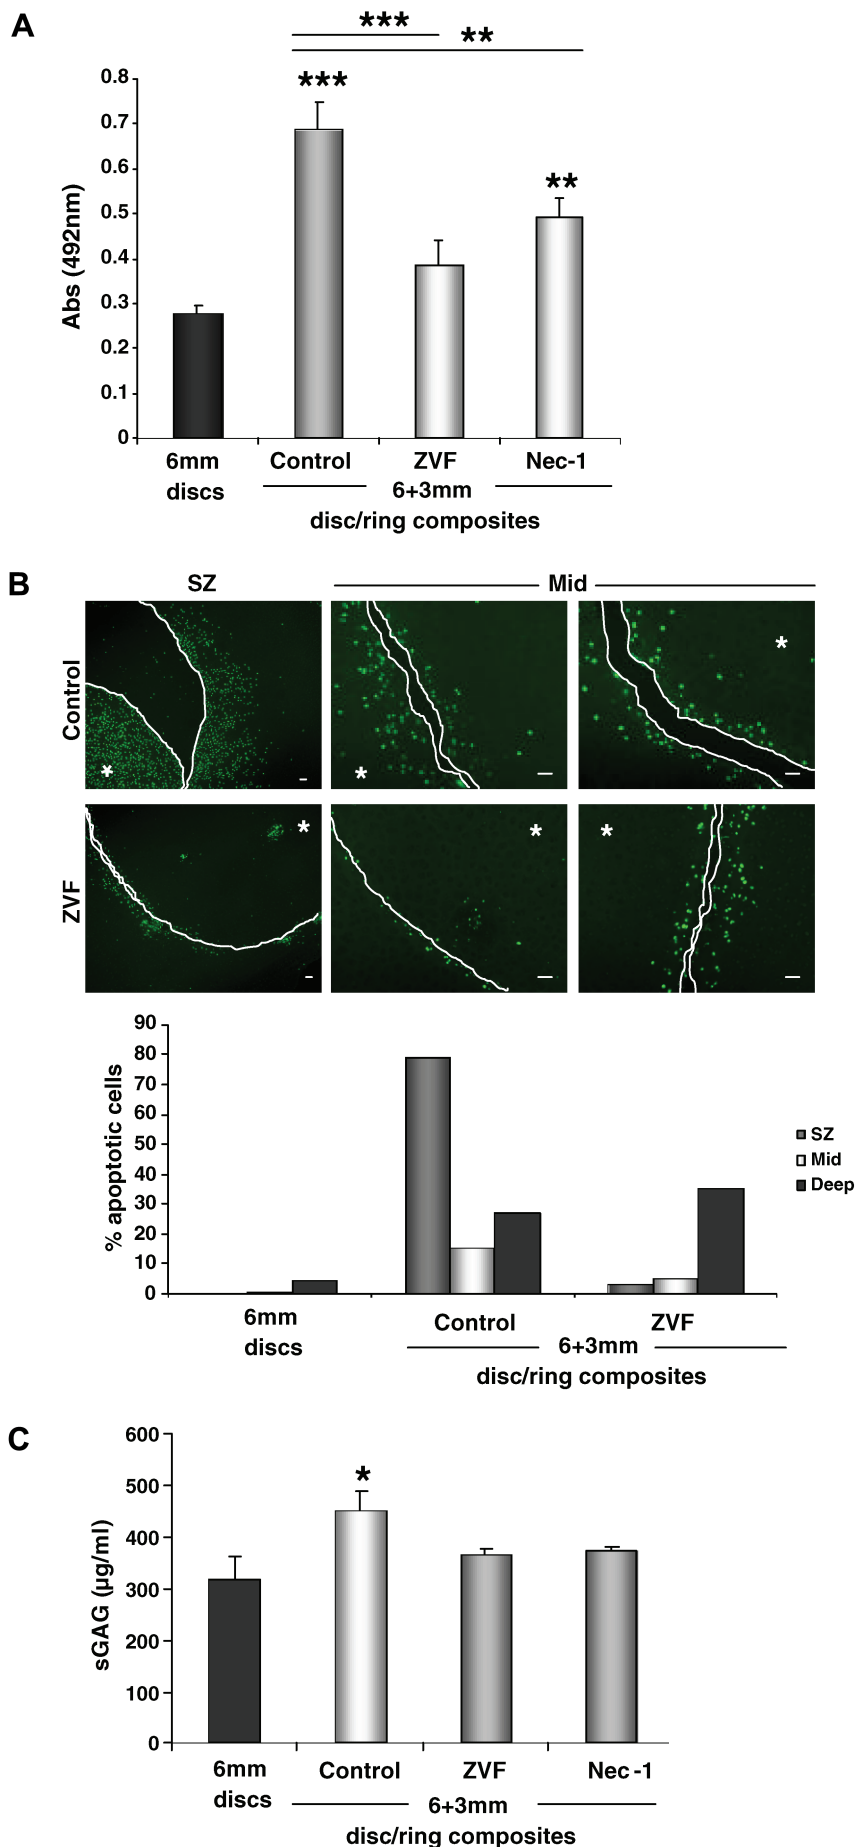 A
***
**
0.8
0.7
0.6
0.5
0.4
0.3
0.2
0.1
0
Abs (492nm)
***
**
6mm discs
Control
ZVF
Nec-1
6+3mm
disc/ring composites
B
SZ
Mid
Control
*
*
*
ZVF
*
*
*
90
80
70
60
50
40
30
20
10
0
% apoptotic cells
SZ
Mid
Deep
6mm discs
Control
ZVF
6+3mm
disc/ring composites
C
600
500
400
300
200
100
0
sGAG (µg/ml)
*
6mm discs
Control
ZVF
Nec-1
6+3mm
disc/ring composites